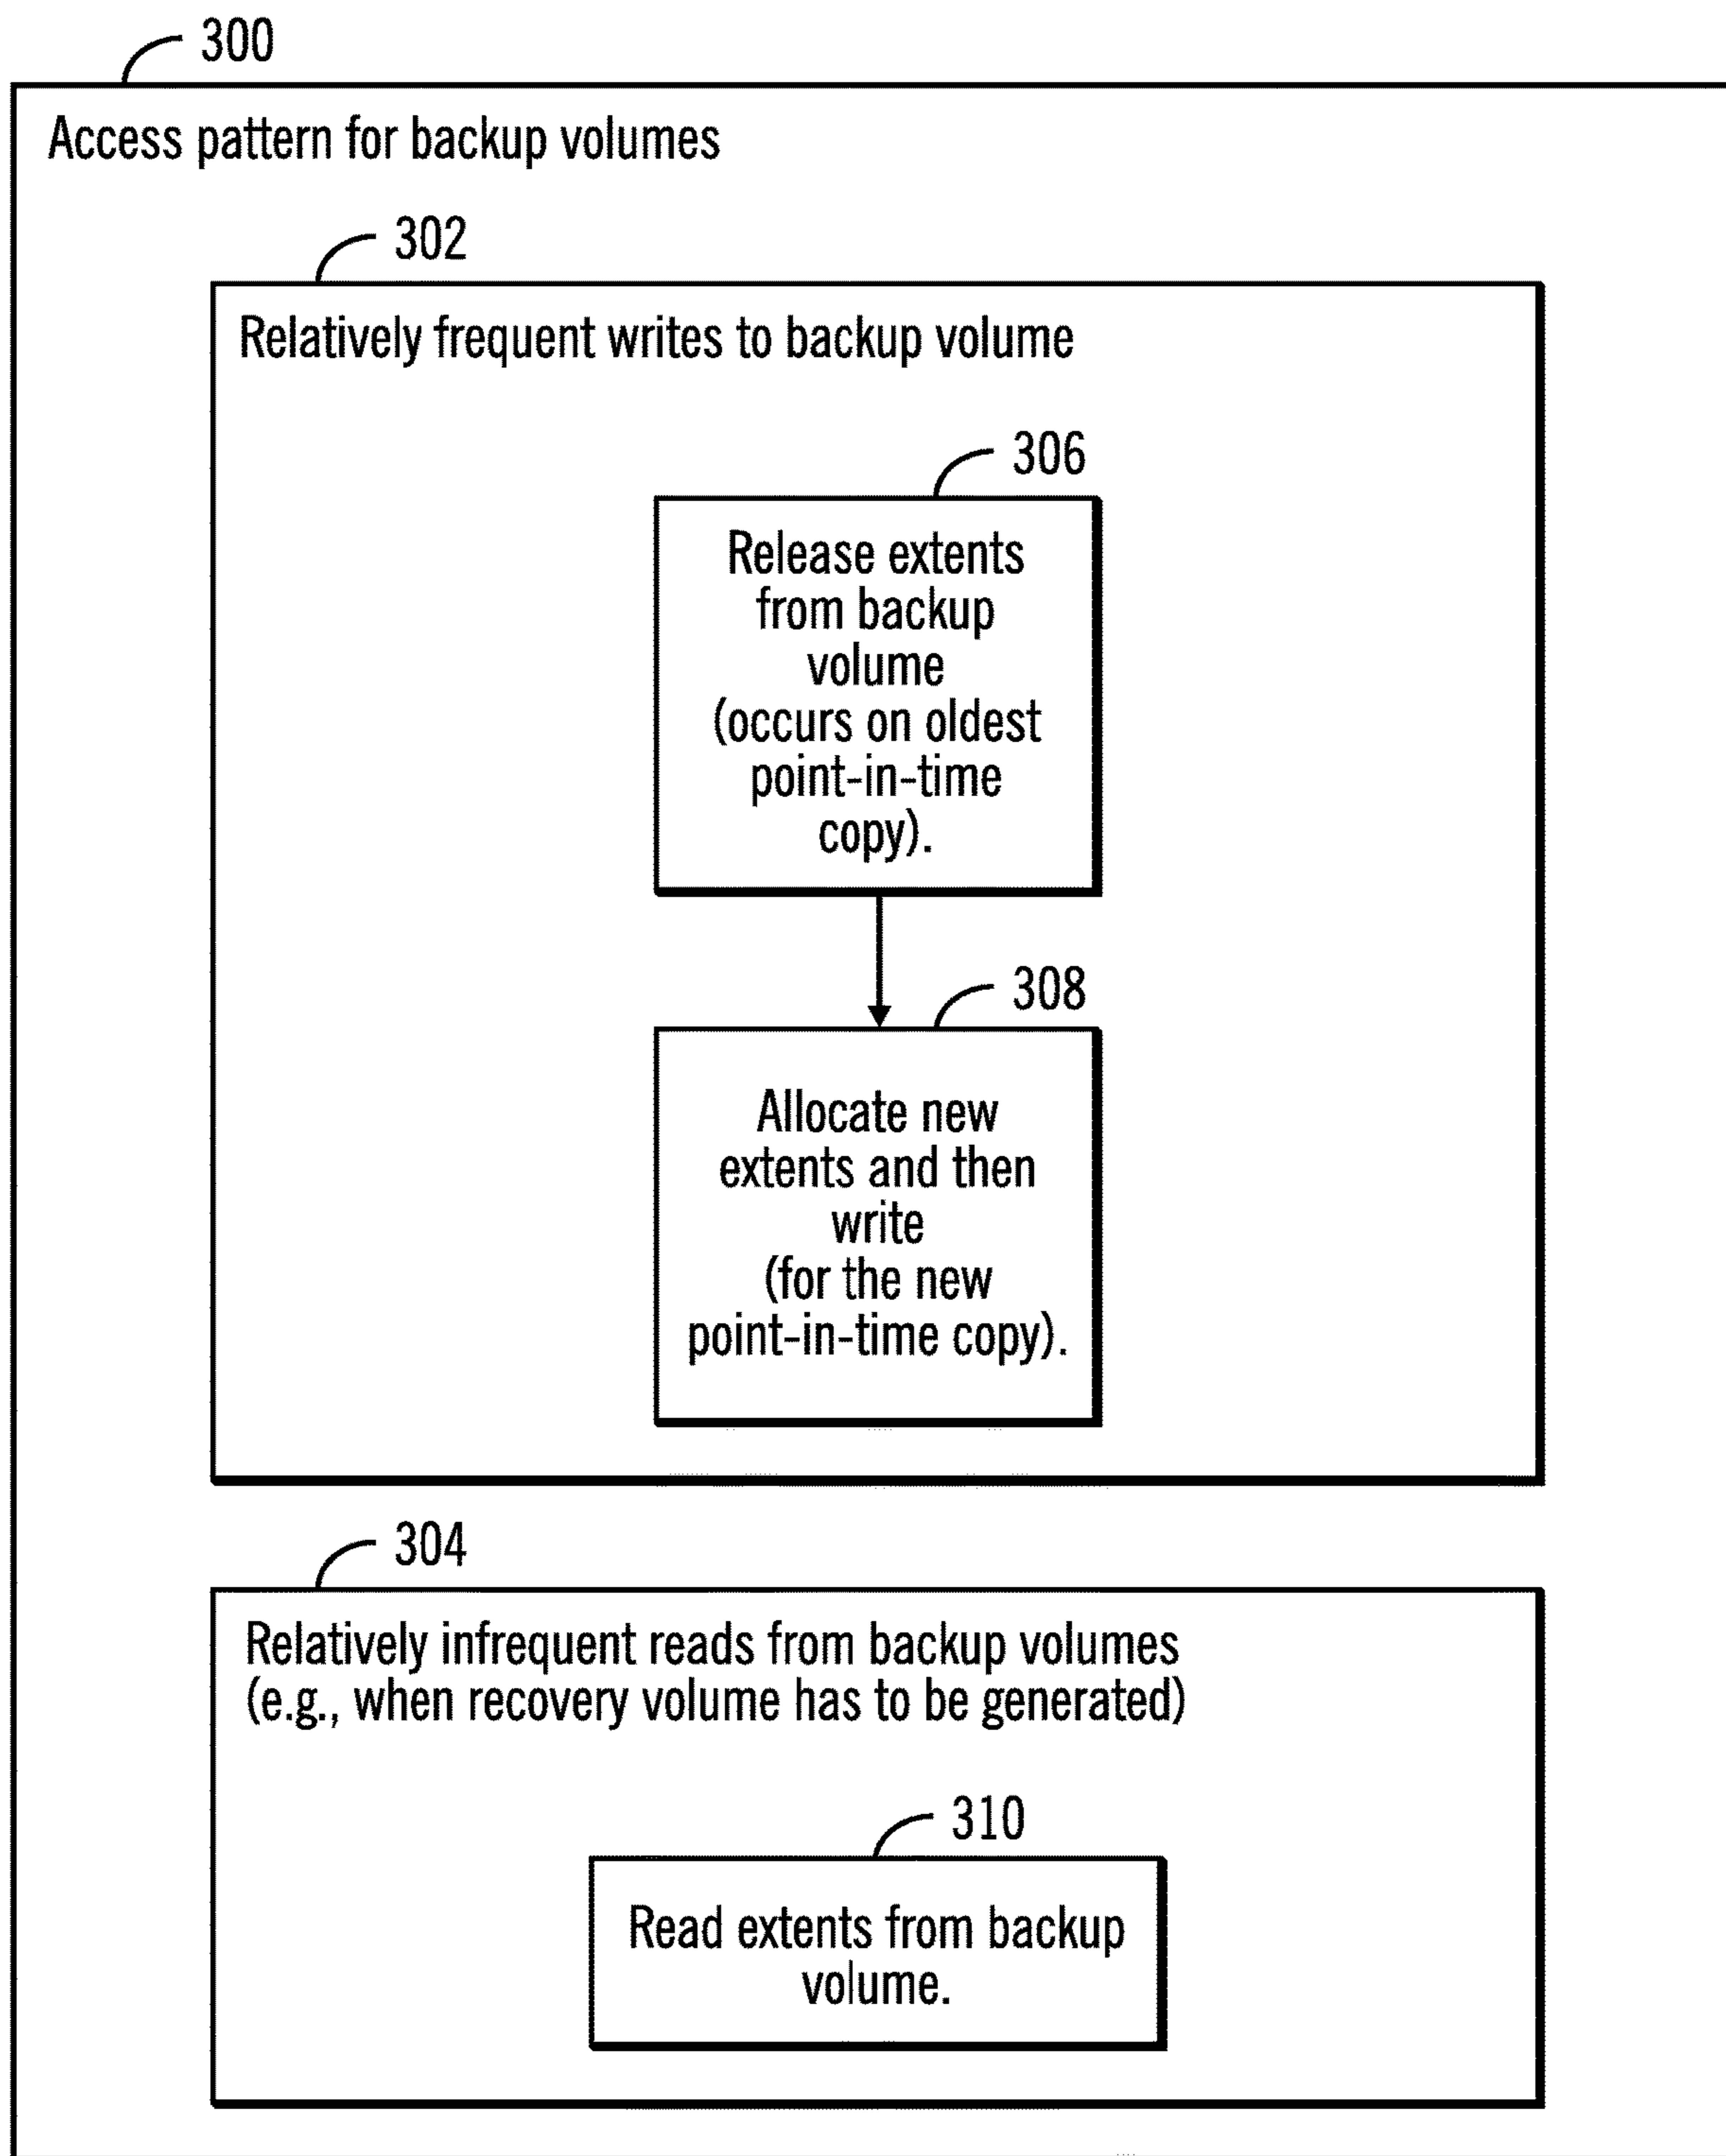 300
Access pattern for backup volumes
302
Relatively frequent writes to backup volume
306
Release extents
from backup
volume
(occurs on oldest
point-in-time
copy).
308
Allocate new
extents and then
write
(for the new
point-in-time copy).
304
Relatively infrequent reads from backup volumes
(e.g., when recovery volume has to be generated)
310
Read extents from backup
volume.